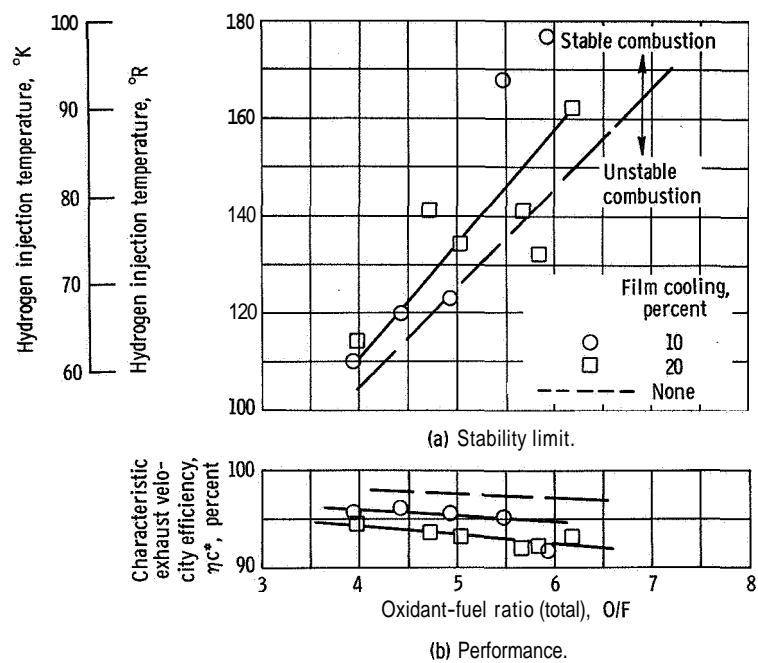 Hydrogen injection temperature, °K
100
90
80
70
60
Hydrogen injection temperature, °R
180
160
140
120
100
Stable combustion
Unstable
combustion
Film cooling,
percent
10
20
None
(a) Stability limit.
Characteristic
exhaust velo-
city efficiency,
ηc*, percent
100
90
3 4 5 6 7 8
Oxidant-fuel ratio (total), O/F
(b) Performance.